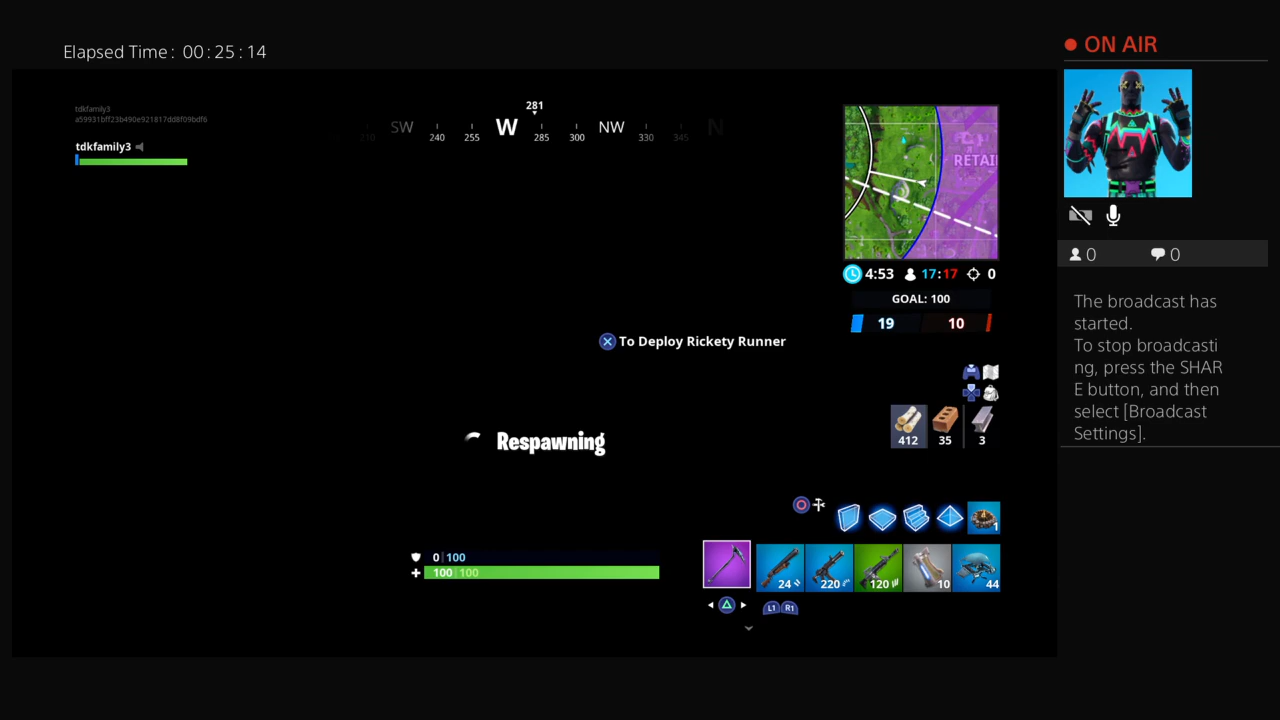 Elapsed Time: 00:25:14
ON AIR
tdkfamily3
a59931bff23b490e921817dd8f09bdf6
tdkfamily3
281
210 SW 240 255 W 285 300 NW 330 345 N
RETAI
4:53 17:17 0
GOAL: 100
19 10
To Deploy Rickety Runner
412 35 3
Respawning
1
0 | 100
100 | 100
24 220 120 10 44
L1 R1
0 0
The broadcast has
started.
To stop broadcasti
ng, press the SHAR
E button, and then
select [Broadcast
Settings].